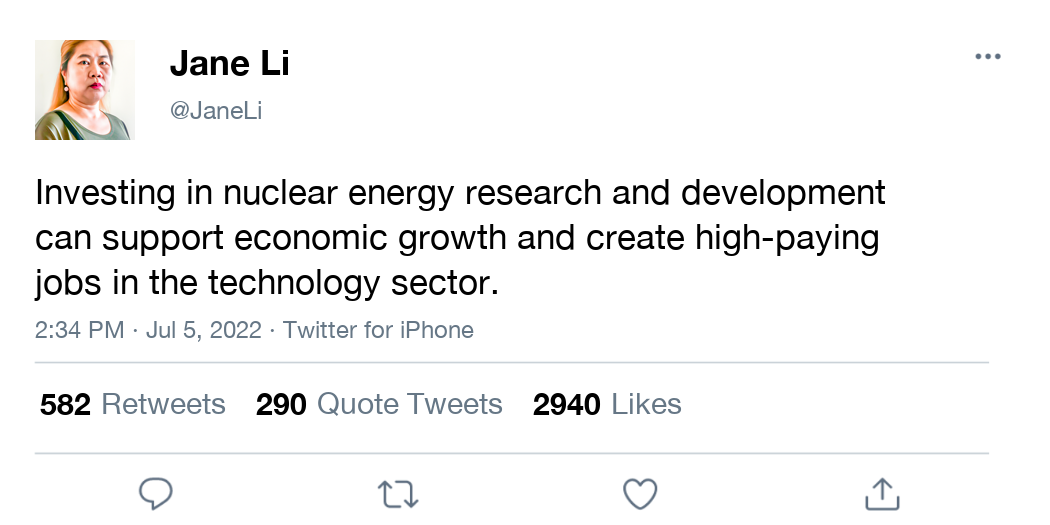 Jane Li
@JaneLi
Investing in nuclear energy research and development
can support economic growth and create high-paying
jobs in the technology sector.
2:34 PM · Jul 5, 2022 · Twitter for iPhone
582 Retweets 290 Quote Tweets 2940 Likes